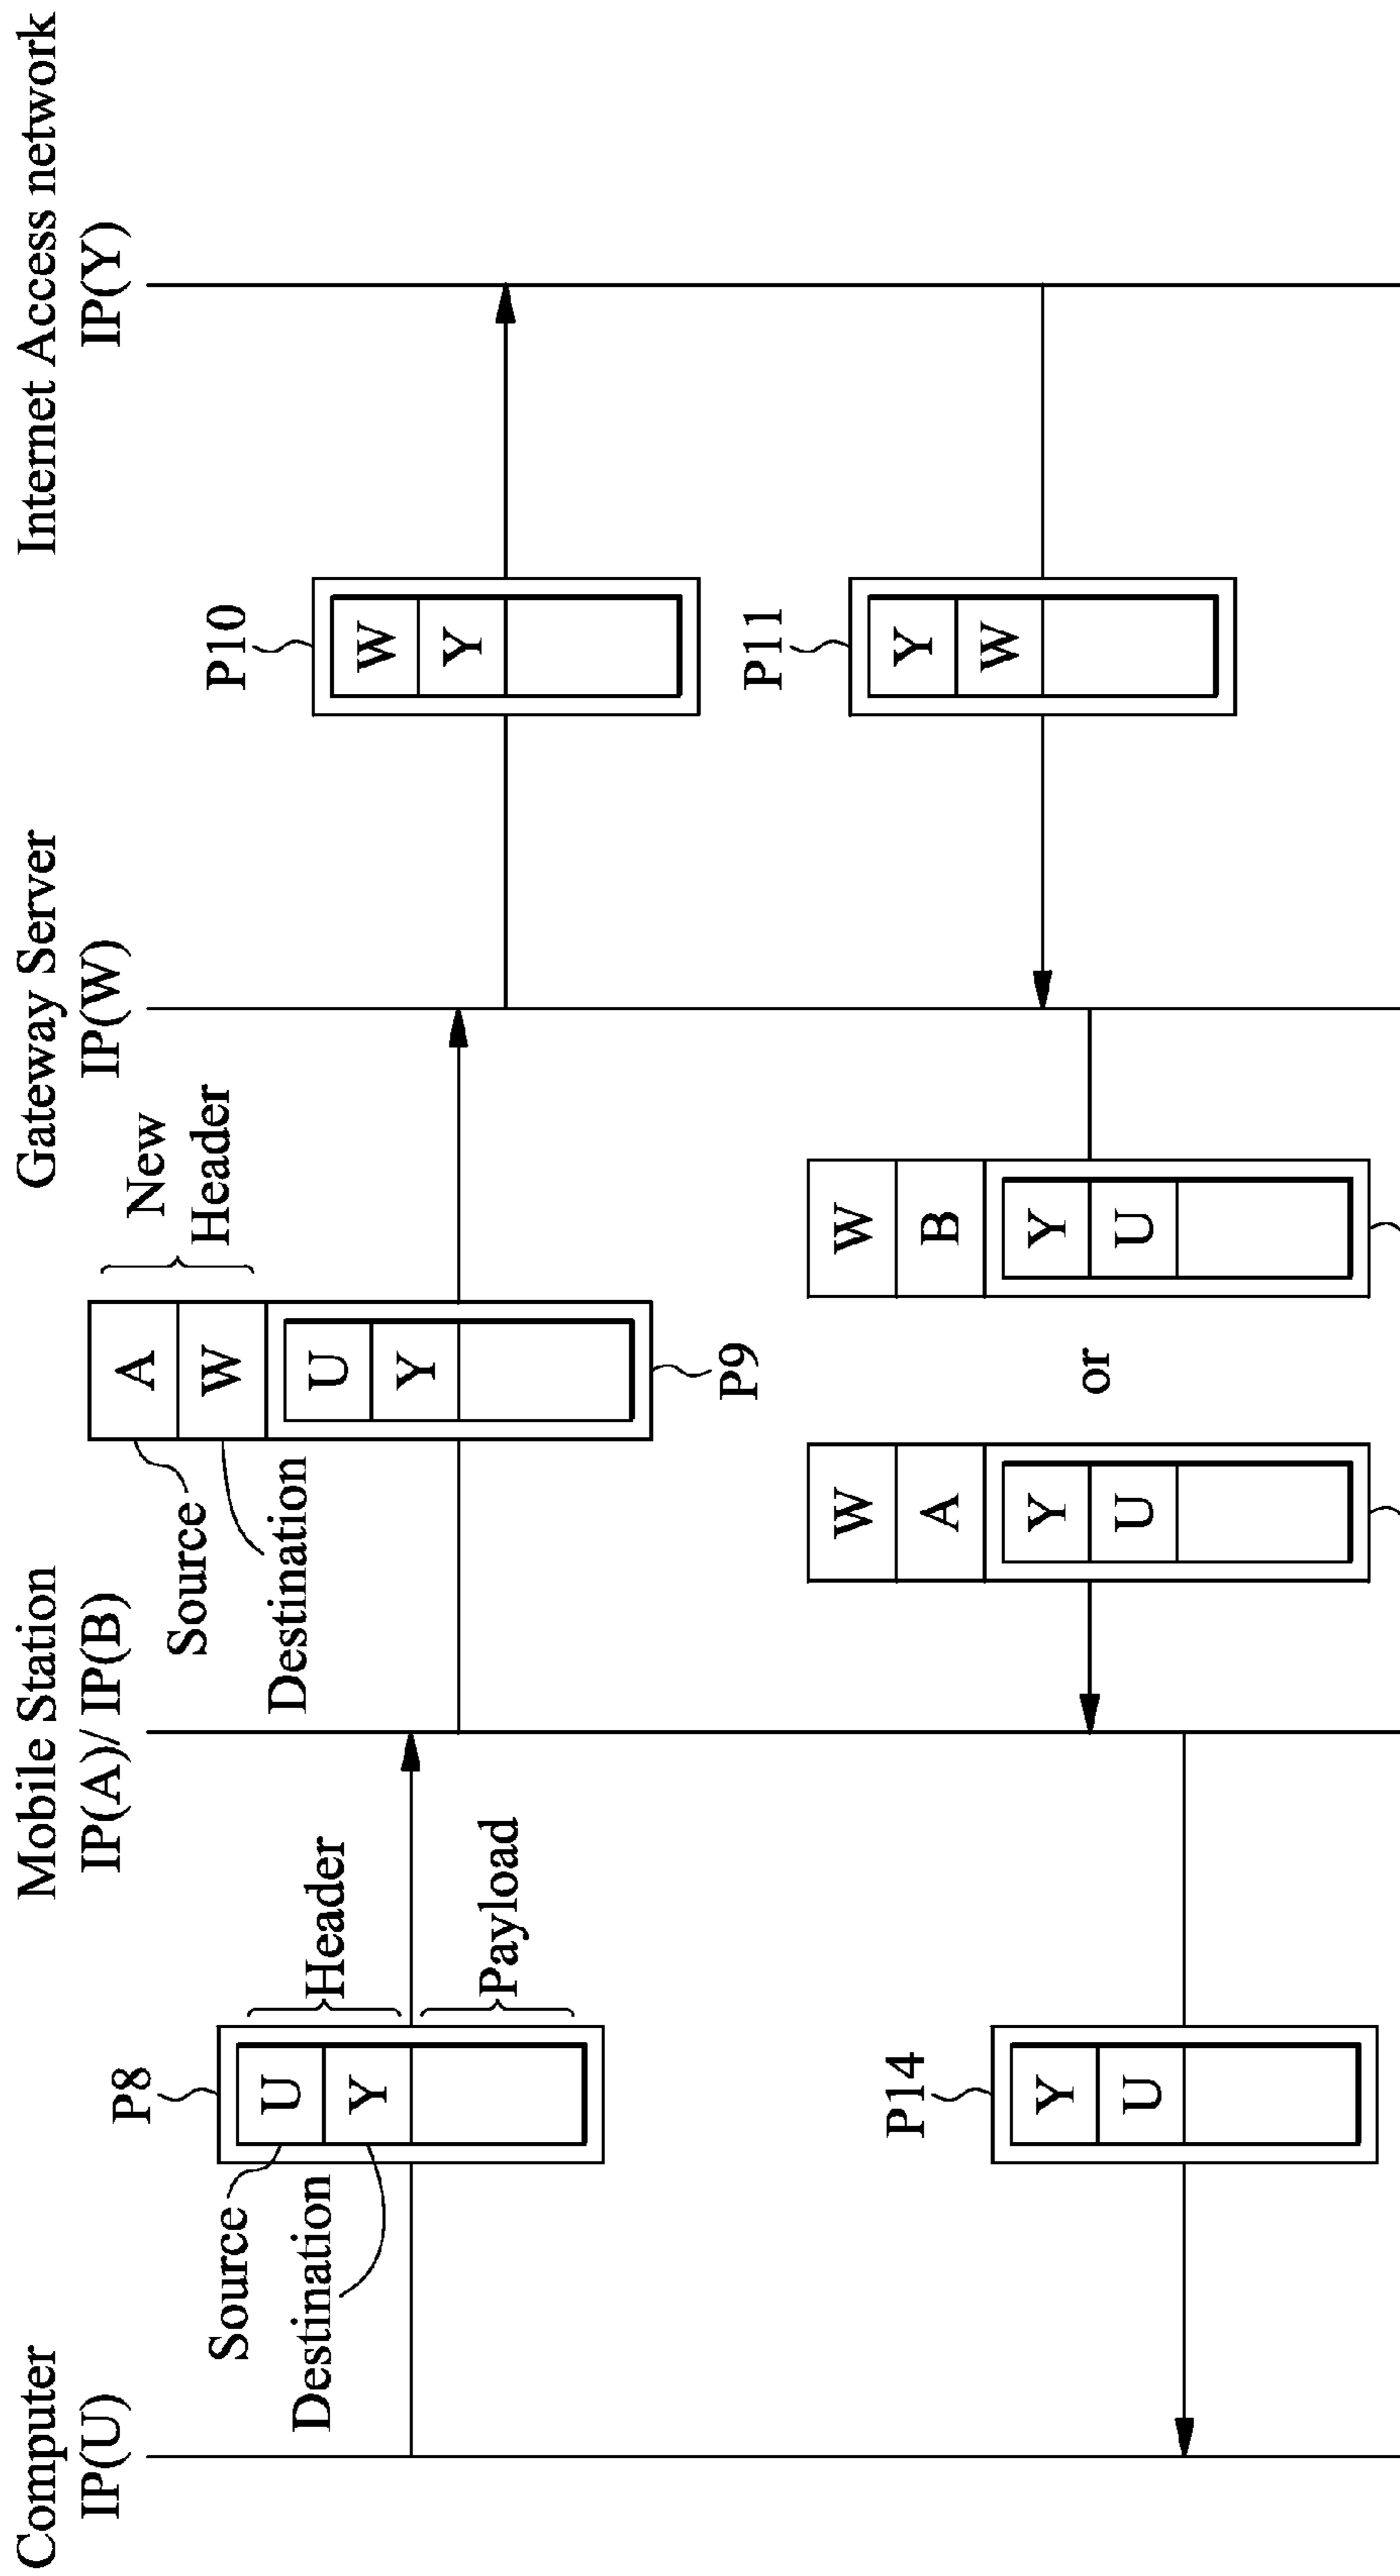 Computer
IP(U)
Mobile Station
IP(A)/ IP(B)
Gateway Server
IP(W)
Internet Access network
IP(Y)
P8
U
Y
Source
Destination
Header
Payload
A
W
U
Y
New
Header
Source
Destination
P9
P10
W
Y
P11
Y
W
W
A
Y
U
or
W
B
Y
U
P14
Y
U